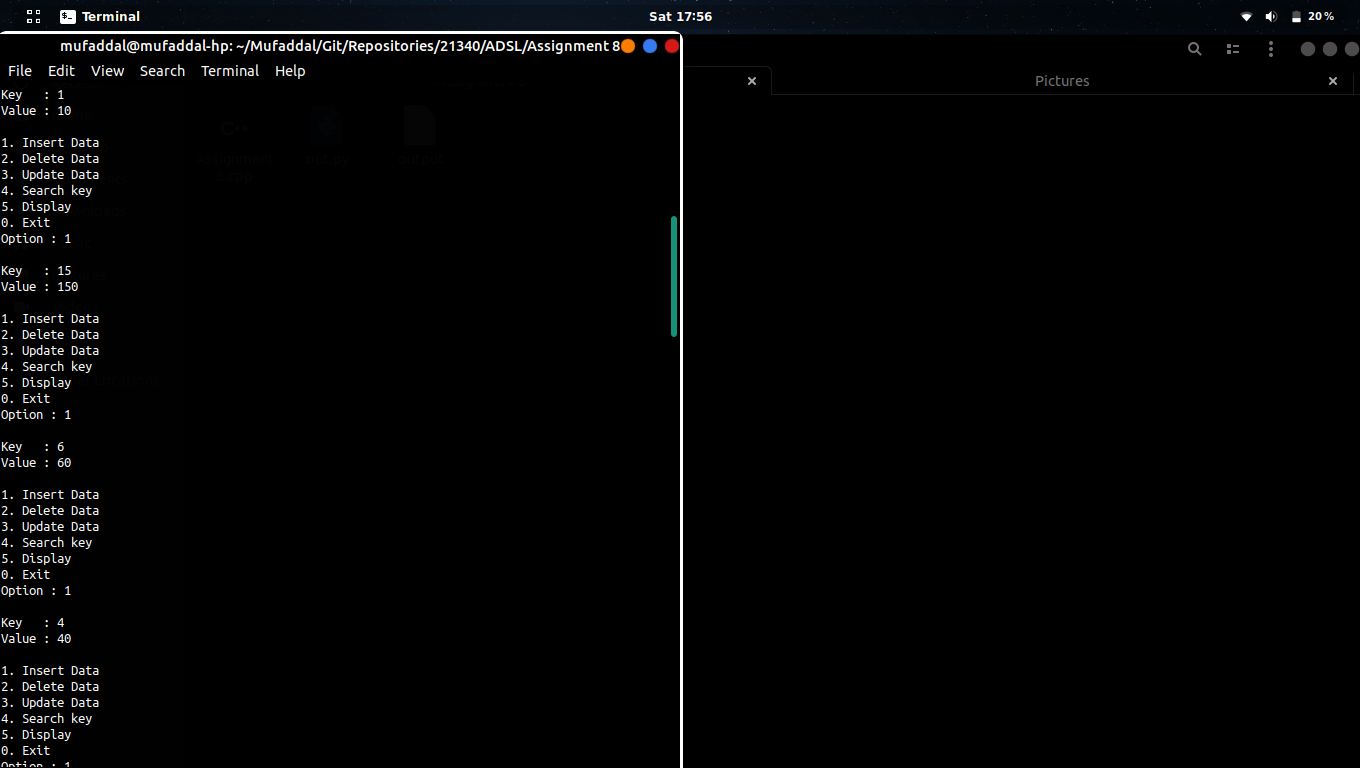 Terminal
Sat 17:56
20 %
mufaddal@mufaddal-hp: ~/Mufaddal/Git/Repositories/21340/ADSL/Assignment 8
File Edit View Search Terminal Help
Pictures
Key   : 1
Value : 10
1. Insert Data
2. Delete Data
3. Update Data
4. Search key
5. Display
0. Exit
Option : 1
Key   : 15
Value : 150
1. Insert Data
2. Delete Data
3. Update Data
4. Search key
5. Display
0. Exit
Option : 1
Key   : 6
Value : 60
1. Insert Data
2. Delete Data
3. Update Data
4. Search key
5. Display
0. Exit
Option : 1
Key   : 4
Value : 40
1. Insert Data
2. Delete Data
3. Update Data
4. Search key
5. Display
0. Exit
Option : 1